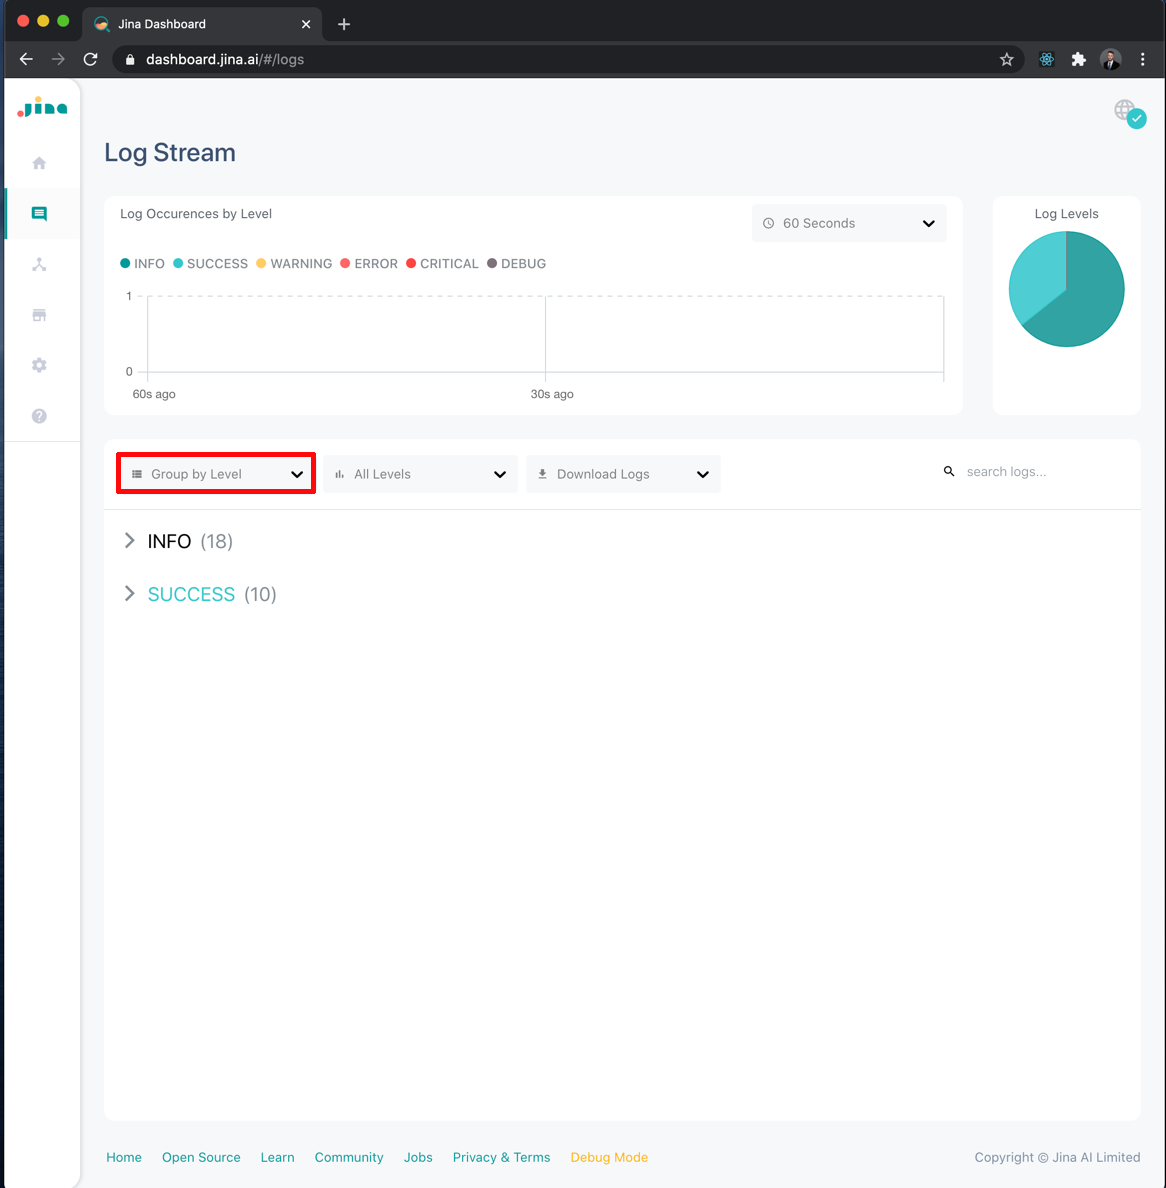 Jina Dashboard
dashboard.jina.ai/#/logs
Jina
Log Stream
Log Occurences by Level
60 Seconds
INFO SUCCESS WARNING ERROR CRITICAL DEBUG
1
0
60s ago 30s ago
Log Levels
Group by Level All Levels Download Logs search logs...
INFO (18)
SUCCESS (10)
Home Open Source Learn Community Jobs Privacy & Terms Debug Mode Copyright © Jina AI Limited